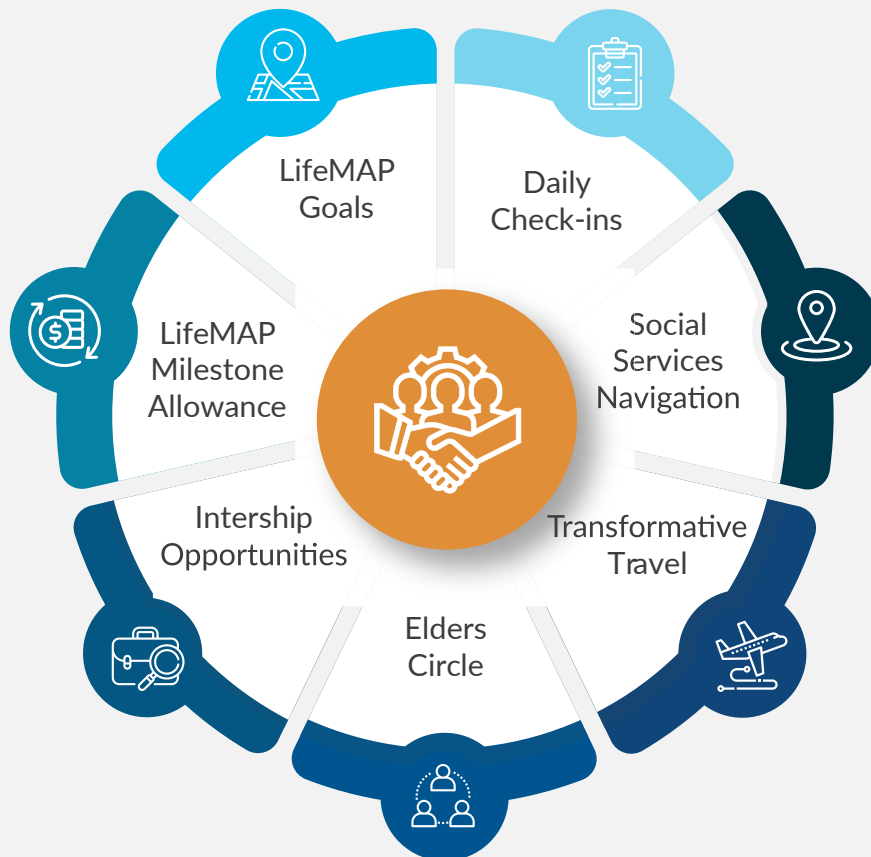 LifeMAP
Goals
Daily
Check-ins
Social
Services
Navigation
Transformative
Travel
Elders
Circle
Intership
Opportunities
LifeMAP
Milestone
Allowance
$